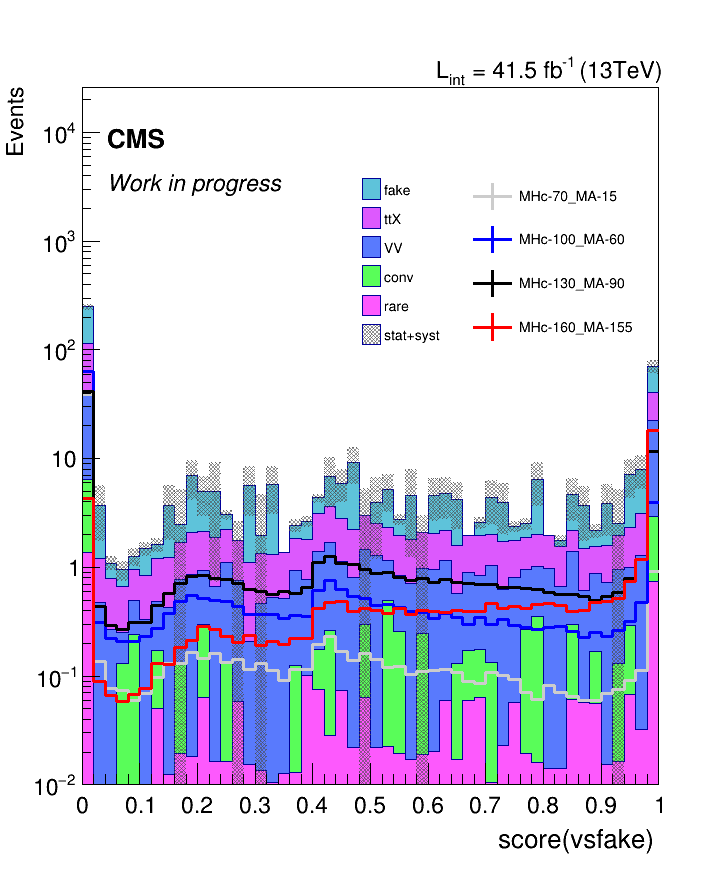 L_int = 41.5 fb^-1 (13TeV)
Events
CMS
Work in progress
fake
ttX
VV
conv
rare
stat+syst
MHc-70_MA-15
MHc-100_MA-60
MHc-130_MA-90
MHc-160_MA-155
10^4
10^3
10^2
10
1
10^-1
10^-2
0 0.1 0.2 0.3 0.4 0.5 0.6 0.7 0.8 0.9 1
score(vsfake)